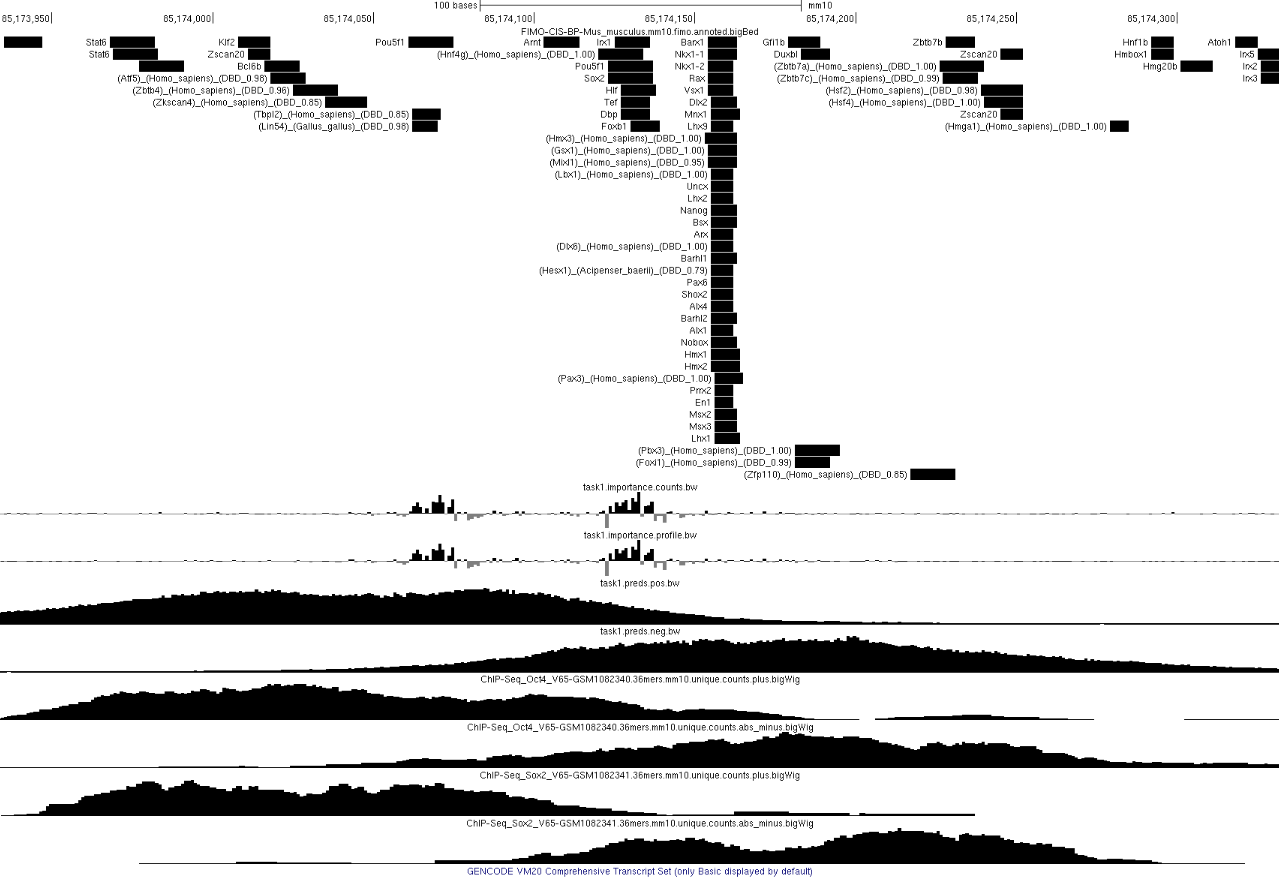 100 bases mm10
85,173,950 85,174,000 85,174,050 85,174,100 85,174,150 85,174,200 85,174,250 85,174,300
FIMO-CIS-BP-Mus_musculus.mm10.fimo.annoted.bigBed
Stat6 Klf2 Pou5f1 Arnt Irx1 Barx1 Gfi1b Zbtb7b Hnf1b Atoh1
Stat6 Zscan20 (Hnf4g)_(Homo_sapiens)_(DBD_1.00) Nkx1-1 Duxbl Zscan20 Hmbox1 Irx5
Bcl6b Pou5f1 Nkx1-2 (Zbtb7a)_(Homo_sapiens)_(DBD_1.00) Hmg20b Irx2
(Atf5)_(Homo_sapiens)_(DBD_0.98) Sox2 Rax (Zbtb7c)_(Homo_sapiens)_(DBD_0.99) Irx3
(Zbtb4)_(Homo_sapiens)_(DBD_0.96) Hlf Vsx1 (Hsf2)_(Homo_sapiens)_(DBD_0.98)
(Zkscan4)_(Homo_sapiens)_(DBD_0.85) Tef Dlx2 (Hsf4)_(Homo_sapiens)_(DBD_1.00)
(Tbpl2)_(Homo_sapiens)_(DBD_0.85) Dbp Mnx1 Zscan20
(Lin54)_(Gallus_gallus)_(DBD_0.98) Foxb1 Lhx9 (Hmga1)_(Homo_sapiens)_(DBD_1.00)
(Hmx3)_(Homo_sapiens)_(DBD_1.00)
(Gsx1)_(Homo_sapiens)_(DBD_1.00)
(Mixl1)_(Homo_sapiens)_(DBD_0.95)
(Lbx1)_(Homo_sapiens)_(DBD_1.00)
Uncx
Lhx2
Nanog
Bsx
Arx
(Dlx6)_(Homo_sapiens)_(DBD_1.00)
Barhl1
(Hesx1)_(Acipenser_baerii)_(DBD_0.79)
Pax6
Shox2
Alx4
Barhl2
Alx1
Nobox
Hmx1
Hmx2
(Pax3)_(Homo_sapiens)_(DBD_1.00)
Prrx2
En1
Msx2
Msx3
Lhx1
(Pbx3)_(Homo_sapiens)_(DBD_1.00)
(Foxl1)_(Homo_sapiens)_(DBD_0.99)
(Zfp110)_(Homo_sapiens)_(DBD_0.85)
task1.importance.counts.bw
task1.importance.profile.bw
task1.preds.pos.bw
task1.preds.neg.bw
ChIP-Seq_Oct4_V65-GSM1082340.36mers.mm10.unique.counts.plus.bigWig
ChIP-Seq_Oct4_V65-GSM1082340.36mers.mm10.unique.counts.abs_minus.bigWig
ChIP-Seq_Sox2_V65-GSM1082341.36mers.mm10.unique.counts.plus.bigWig
ChIP-Seq_Sox2_V65-GSM1082341.36mers.mm10.unique.counts.abs_minus.bigWig
GENCODE VM20 Comprehensive Transcript Set (only Basic displayed by default)